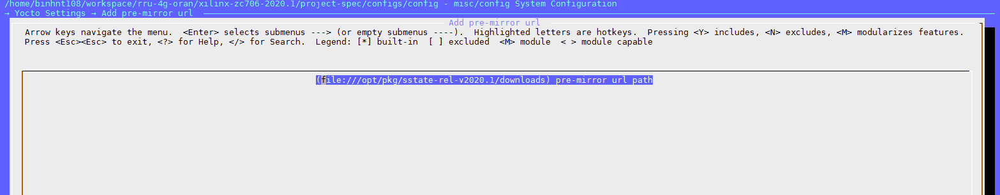 /home/binhnt108/workspace/rru-4g-oran/xilinx-zc706-2020.1/project-spec/configs/config - misc/config System Configuration
→ Yocto Settings → Add pre-mirror url
Add pre-mirror url
Arrow keys navigate the menu.  <Enter> selects submenus ---> (or empty submenus ----).  Highlighted letters are hotkeys.  Pressing <Y> includes, <N> excludes, <M> modularizes features.
Press <Esc><Esc> to exit, <?> for Help, </> for Search.  Legend: [*] built-in  [ ] excluded  <M> module  < > module capable
(file:///opt/pkg/sstate-rel-v2020.1/downloads) pre-mirror url path